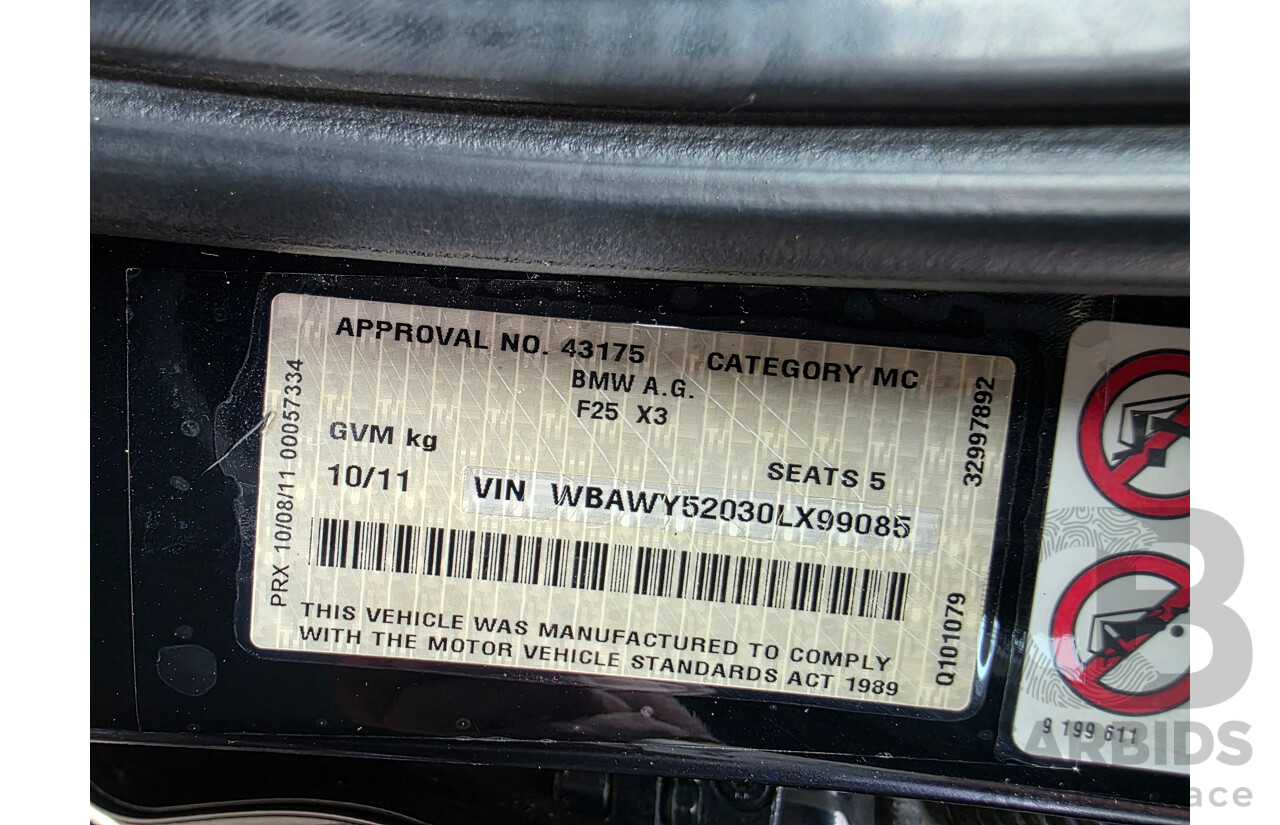 APPROVAL NO. 43175 CATEGORY MC
BMW A.G.
F25 X3
GVM kg
SEATS 5
10/11 VIN WBAWY52030LX99085
THIS VEHICLE WAS MANUFACTURED TO COMPLY
WITH THE MOTOR VEHICLE STANDARDS ACT 1989
PRX 10/08/11 00057334
32997892
Q101079
9 199 611
B
ARBIDS
ace